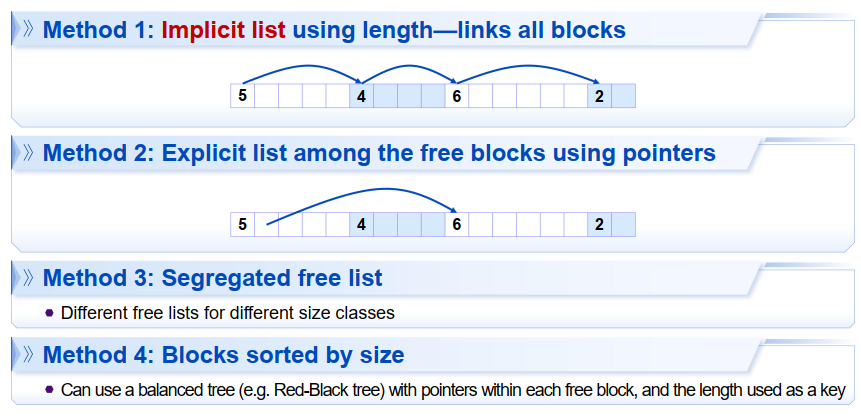 Method 1: Implicit list using length—links all blocks
5 4 6 2
Method 2: Explicit list among the free blocks using pointers
5 4 6 2
Method 3: Segregated free list
Different free lists for different size classes
Method 4: Blocks sorted by size
Can use a balanced tree (e.g. Red-Black tree) with pointers within each free block, and the length used as a key